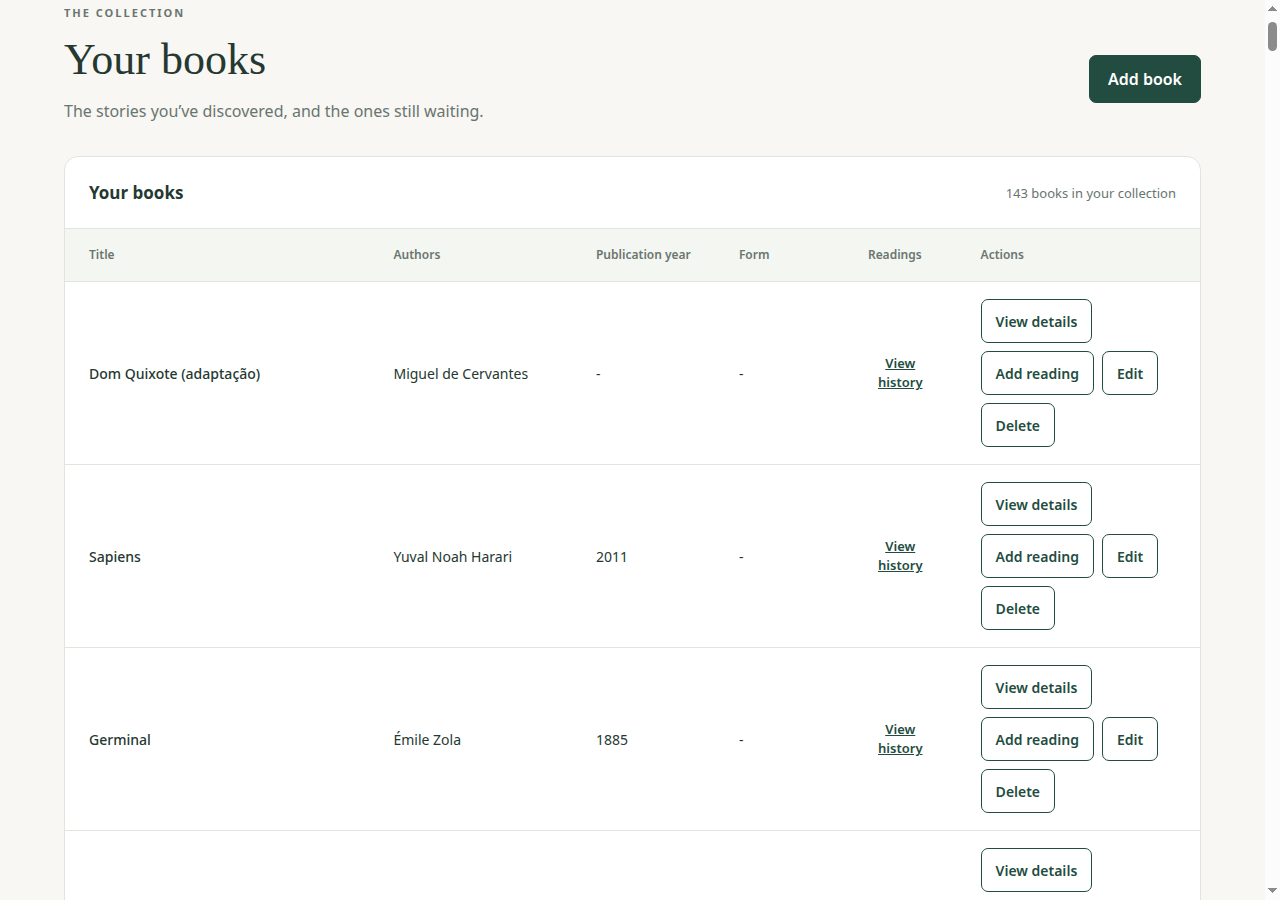 THE COLLECTION
Your books
Add book
The stories you've discovered, and the ones still waiting.
Your books
143 books in your collection
Title Authors Publication year Form Readings Actions
View details
Dom Quixote (adaptação) Miguel de Cervantes - - View history Add reading Edit
Delete
View details
Sapiens Yuval Noah Harari 2011 - View history Add reading Edit
Delete
View details
Germinal Émile Zola 1885 - View history Add reading Edit
Delete
View details